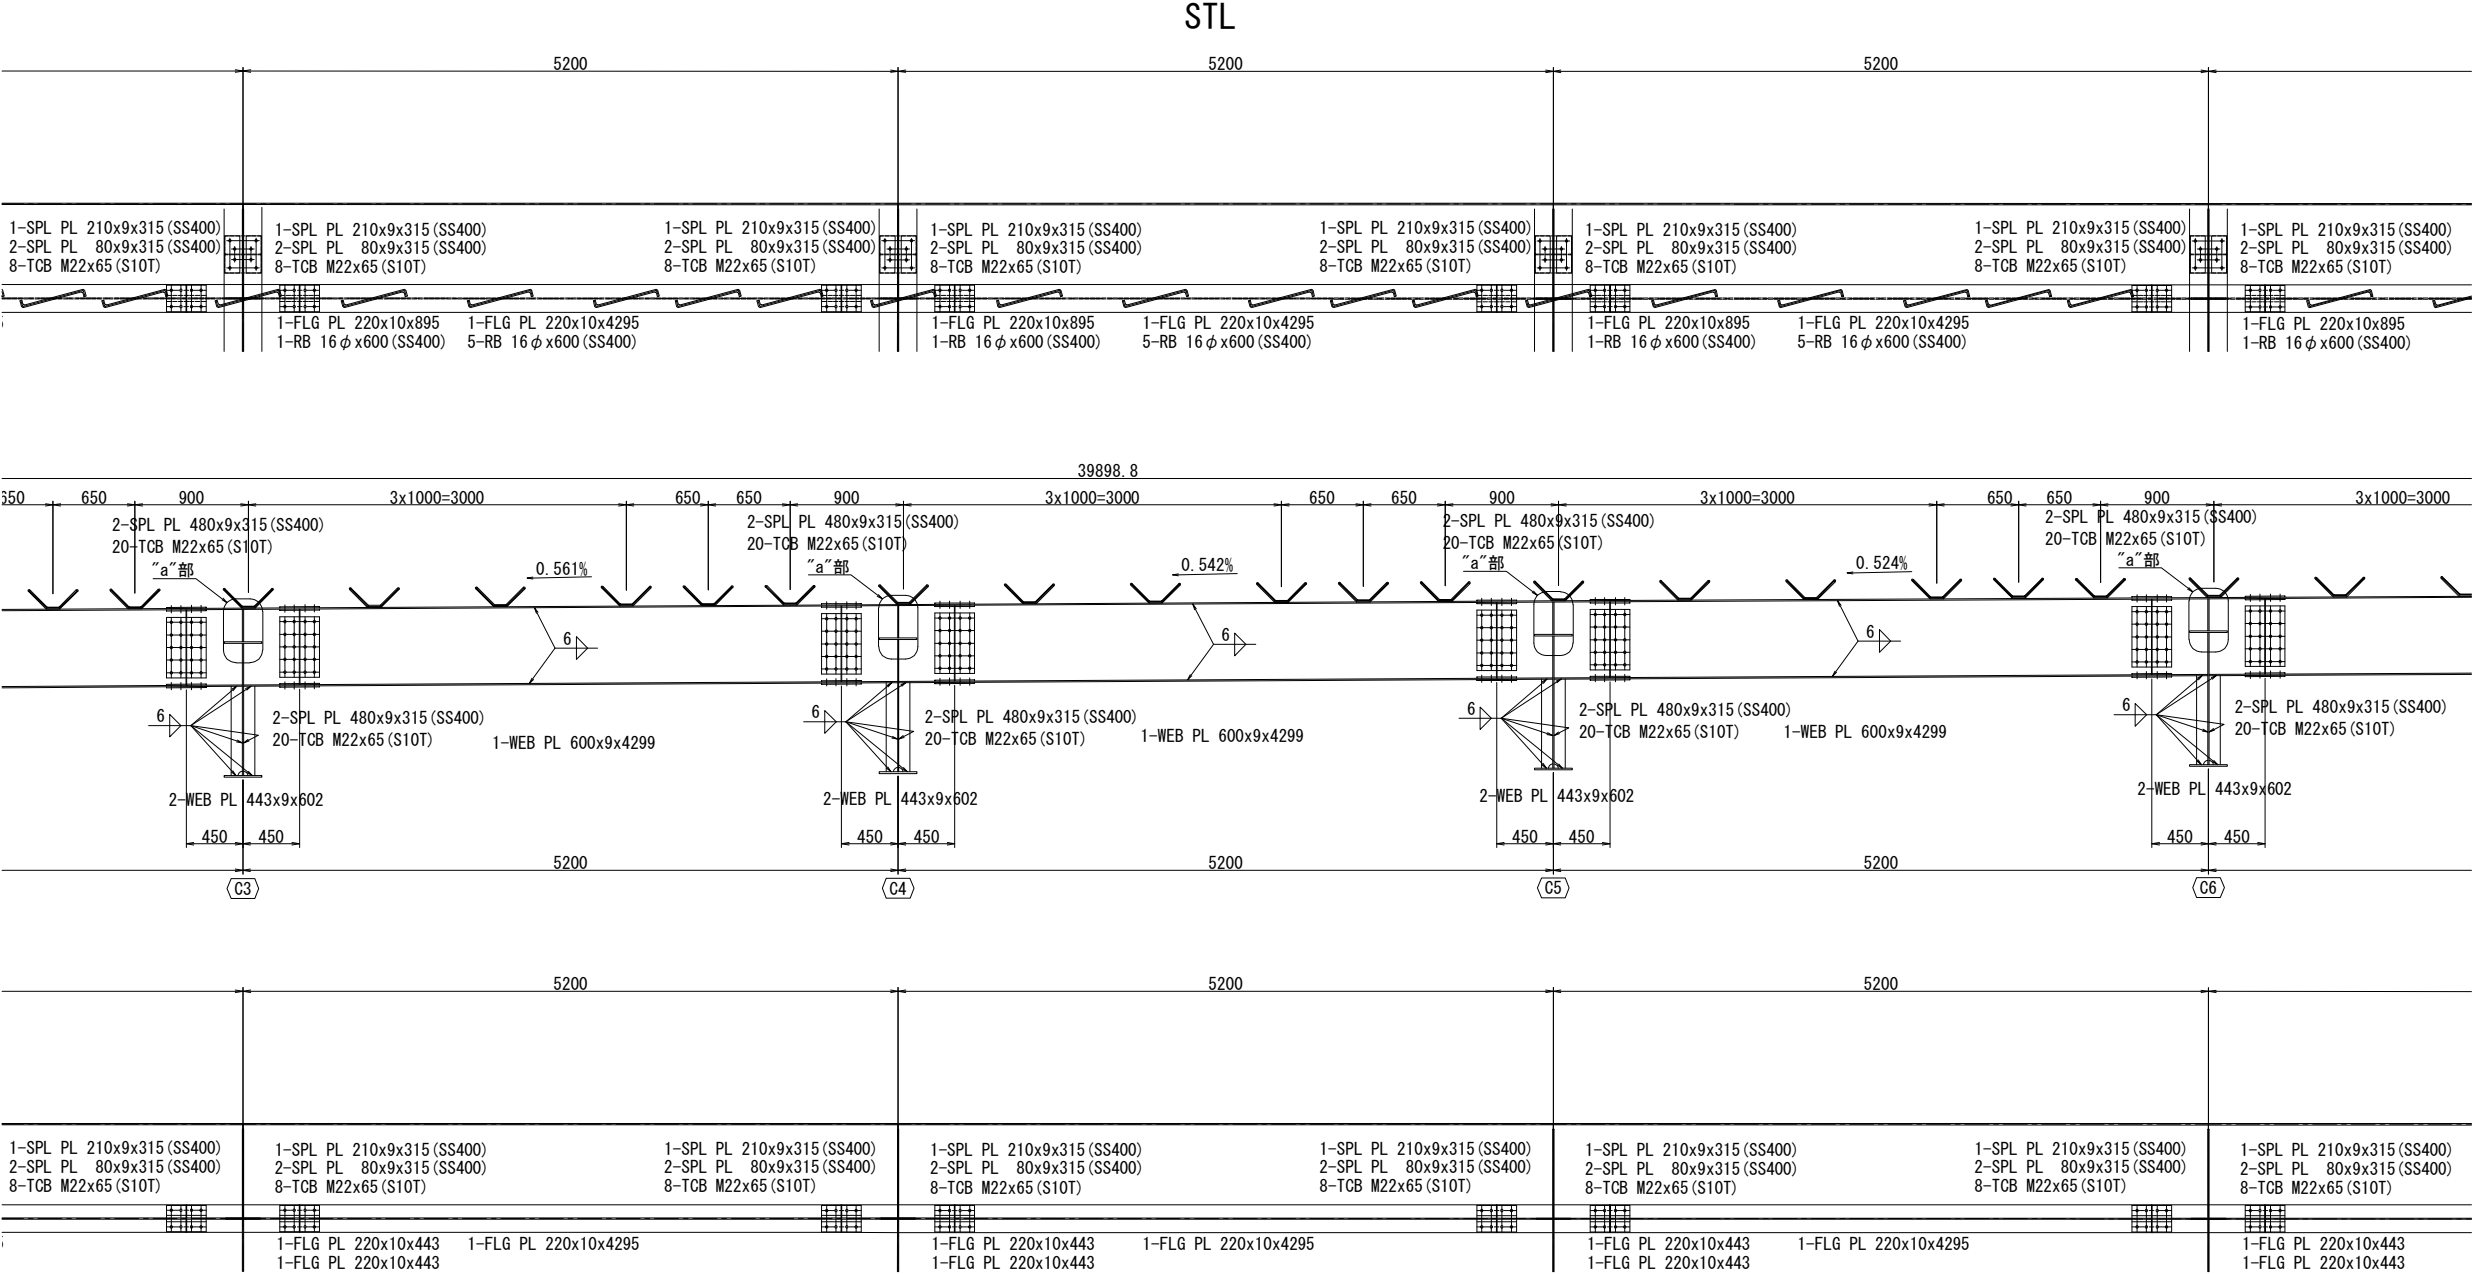 STL
5200 5200 5200
1-SPL PL 210x9x315(SS400) 1-SPL PL 210x9x315(SS400) 1-SPL PL 210x9x315(SS400) 1-SPL PL 210x9x315(SS400) 1-SPL PL 210x9x315(SS400) 1-SPL PL 210x9x315(SS400) 1-SPL PL 210x9x315(SS400) 1-SPL PL 210x9x315(SS400)
2-SPL PL 80x9x315(SS400) 2-SPL PL 80x9x315(SS400) 2-SPL PL 80x9x315(SS400) 2-SPL PL 80x9x315(SS400) 2-SPL PL 80x9x315(SS400) 2-SPL PL 80x9x315(SS400) 2-SPL PL 80x9x315(SS400) 2-SPL PL 80x9x315(SS400)
8-TCB M22x65(S10T) 8-TCB M22x65(S10T) 8-TCB M22x65(S10T) 8-TCB M22x65(S10T) 8-TCB M22x65(S10T) 8-TCB M22x65(S10T) 8-TCB M22x65(S10T) 8-TCB M22x65(S10T)
1-FLG PL 220x10x895 1-FLG PL 220x10x4295 1-FLG PL 220x10x895 1-FLG PL 220x10x4295 1-FLG PL 220x10x895 1-FLG PL 220x10x4295 1-FLG PL 220x10x895
1-RB 16φx600(SS400) 5-RB 16φx600(SS400) 1-RB 16φx600(SS400) 5-RB 16φx600(SS400) 1-RB 16φx600(SS400) 5-RB 16φx600(SS400) 1-RB 16φx600(SS400)
39898.8
650 650 900 3x1000=3000 650 650 900 3x1000=3000 650 650 900 3x1000=3000 650 650 900 3x1000=3000
2-SPL PL 480x9x315(SS400) 2-SPL PL 480x9x315(SS400) 2-SPL PL 480x9x315(SS400) 2-SPL PL 480x9x315(SS400)
20-TCB M22x65(S10T) 20-TCB M22x65(S10T) 20-TCB M22x65(S10T) 20-TCB M22x65(S10T)
"a"部 0.561% "a"部 0.542% "a"部 0.524% "a"部
6 6 6
6 2-SPL PL 480x9x315(SS400) 6 2-SPL PL 480x9x315(SS400) 6 2-SPL PL 480x9x315(SS400) 6 2-SPL PL 480x9x315(SS400)
20-TCB M22x65(S10T) 1-WEB PL 600x9x4299 20-TCB M22x65(S10T) 1-WEB PL 600x9x4299 20-TCB M22x65(S10T) 1-WEB PL 600x9x4299 20-TCB M22x65(S10T)
2-WEB PL 443x9x602 2-WEB PL 443x9x602 2-WEB PL 443x9x602 2-WEB PL 443x9x602
450 450 450 450 450 450 450 450
5200 5200 5200
C3 C4 C5 C6
5200 5200 5200
1-SPL PL 210x9x315(SS400) 1-SPL PL 210x9x315(SS400) 1-SPL PL 210x9x315(SS400) 1-SPL PL 210x9x315(SS400) 1-SPL PL 210x9x315(SS400) 1-SPL PL 210x9x315(SS400) 1-SPL PL 210x9x315(SS400) 1-SPL PL 210x9x315(SS400)
2-SPL PL 80x9x315(SS400) 2-SPL PL 80x9x315(SS400) 2-SPL PL 80x9x315(SS400) 2-SPL PL 80x9x315(SS400) 2-SPL PL 80x9x315(SS400) 2-SPL PL 80x9x315(SS400) 2-SPL PL 80x9x315(SS400) 2-SPL PL 80x9x315(SS400)
8-TCB M22x65(S10T) 8-TCB M22x65(S10T) 8-TCB M22x65(S10T) 8-TCB M22x65(S10T) 8-TCB M22x65(S10T) 8-TCB M22x65(S10T) 8-TCB M22x65(S10T) 8-TCB M22x65(S10T)
1-FLG PL 220x10x443 1-FLG PL 220x10x4295 1-FLG PL 220x10x443 1-FLG PL 220x10x4295 1-FLG PL 220x10x443 1-FLG PL 220x10x4295 1-FLG PL 220x10x443
1-FLG PL 220x10x443 1-FLG PL 220x10x443 1-FLG PL 220x10x443 1-FLG PL 220x10x443